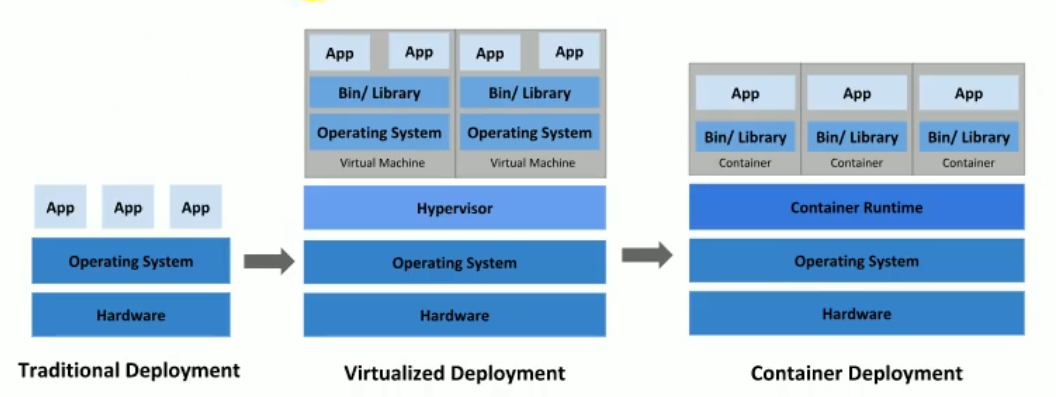 App App App
Operating System
Hardware
Traditional Deployment
App App App App
Bin/ Library Bin/ Library
Operating System Operating System
Virtual Machine Virtual Machine
Hypervisor
Operating System
Hardware
Virtualized Deployment
App App App
Bin/ Library Bin/ Library Bin/ Library
Container Container Container
Container Runtime
Operating System
Hardware
Container Deployment